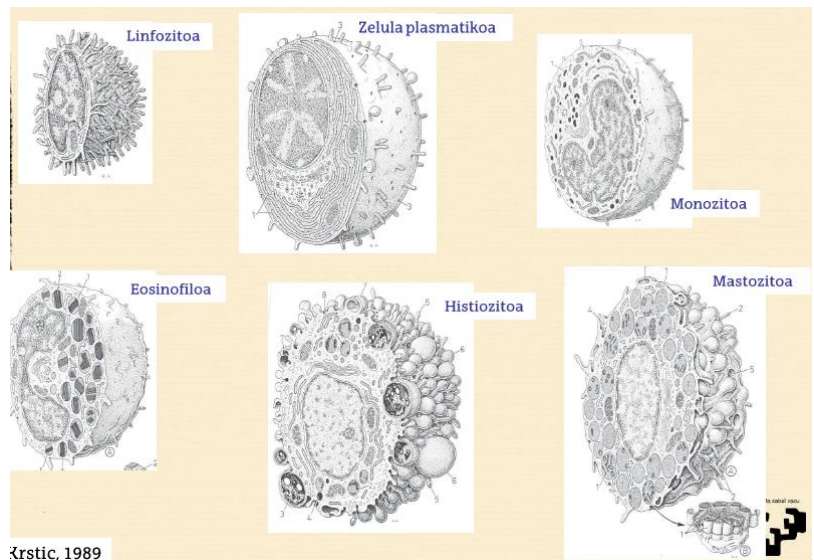 Linfozitoa
Zelula plasmatikoa
Monozitoa
Eosinofiloa
Histiozitoa
Mastozitoa
Krstic, 1989